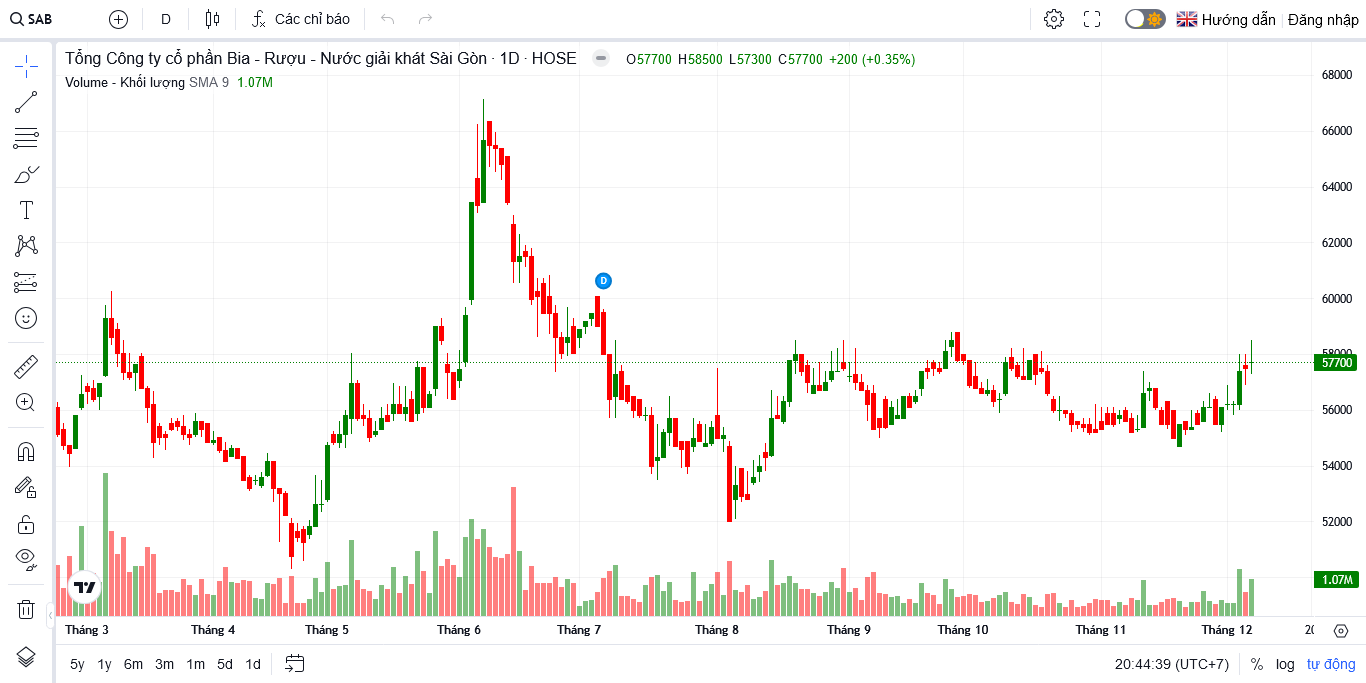 SAB D Các chỉ báo Hướng dẫn Đăng nhập
Tổng Công ty cổ phần Bia - Rượu - Nước giải khát Sài Gòn · 1D · HOSE O57700 H58500 L57300 C57700 +200 (+0.35%)
Volume - Khối lượng SMA 9 1.07M
68000
66000
64000
62000
60000
D
58000
57700
56000
54000
52000
1.07M
Tháng 3 Tháng 4 Tháng 5 Tháng 6 Tháng 7 Tháng 8 Tháng 9 Tháng 10 Tháng 11 Tháng 12
5y 1y 6m 3m 1m 5d 1d 20:44:39 (UTC+7) % log tự động